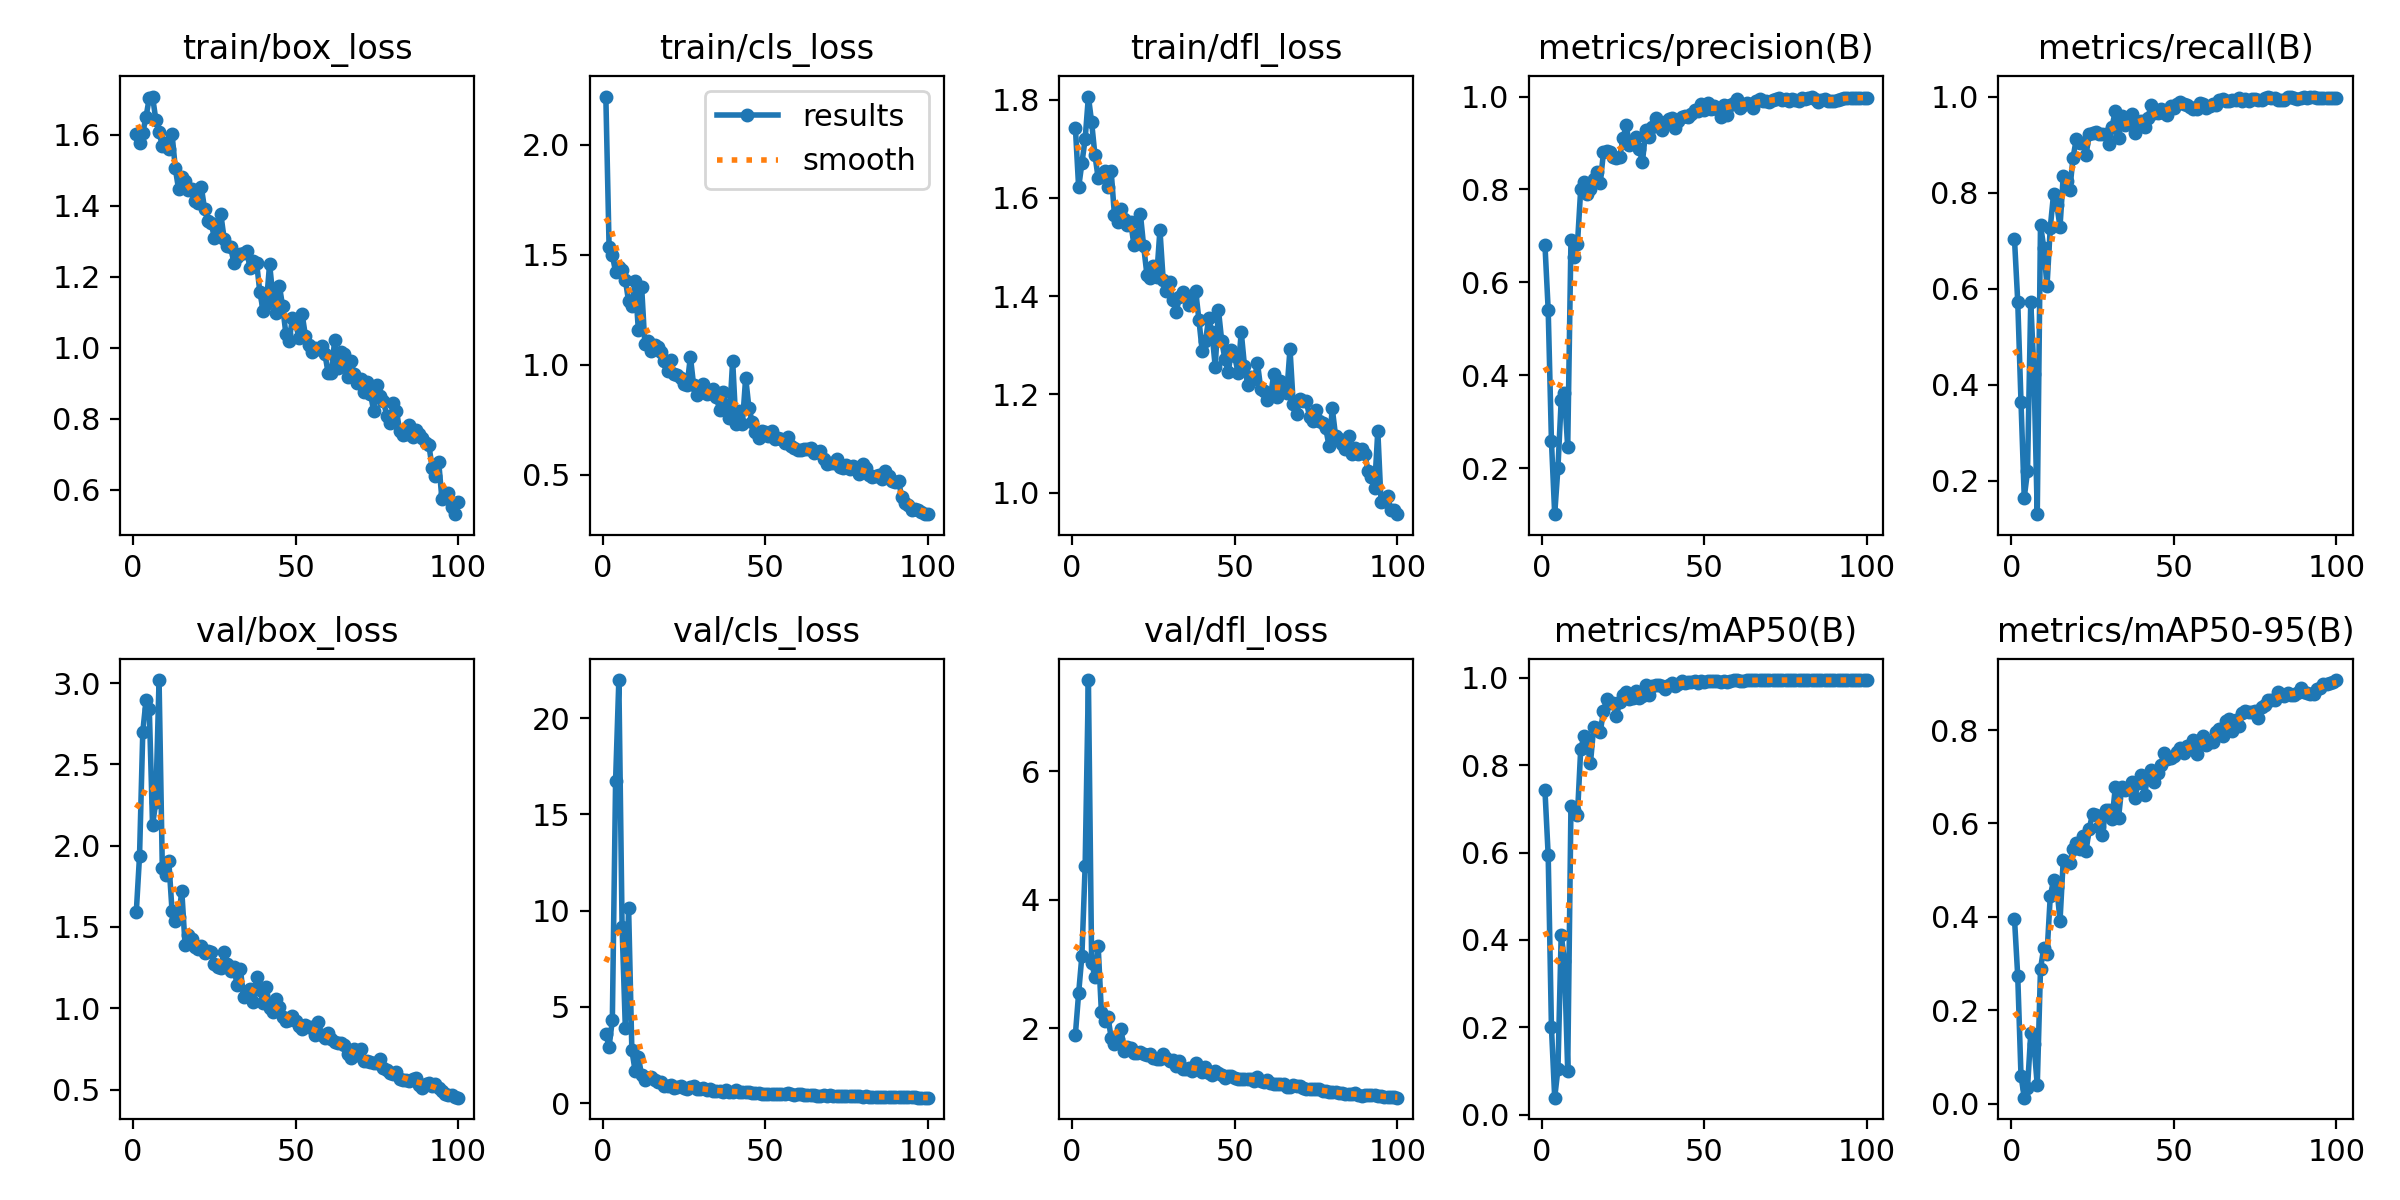 train/box_loss
train/cls_loss
train/dfl_loss
metrics/precision(B)
metrics/recall(B)
1.6
1.4
1.2
1.0
0.8
0.6
0 50 100
results
smooth
2.0
1.5
1.0
0.5
0 50 100
1.8
1.6
1.4
1.2
1.0
0 50 100
1.0
0.8
0.6
0.4
0.2
0 50 100
1.0
0.8
0.6
0.4
0.2
0 50 100
val/box_loss
val/cls_loss
val/dfl_loss
metrics/mAP50(B)
metrics/mAP50-95(B)
3.0
2.5
2.0
1.5
1.0
0.5
0 50 100
20
15
10
5
0
0 50 100
6
4
2
0 50 100
1.0
0.8
0.6
0.4
0.2
0.0
0 50 100
0.8
0.6
0.4
0.2
0.0
0 50 100